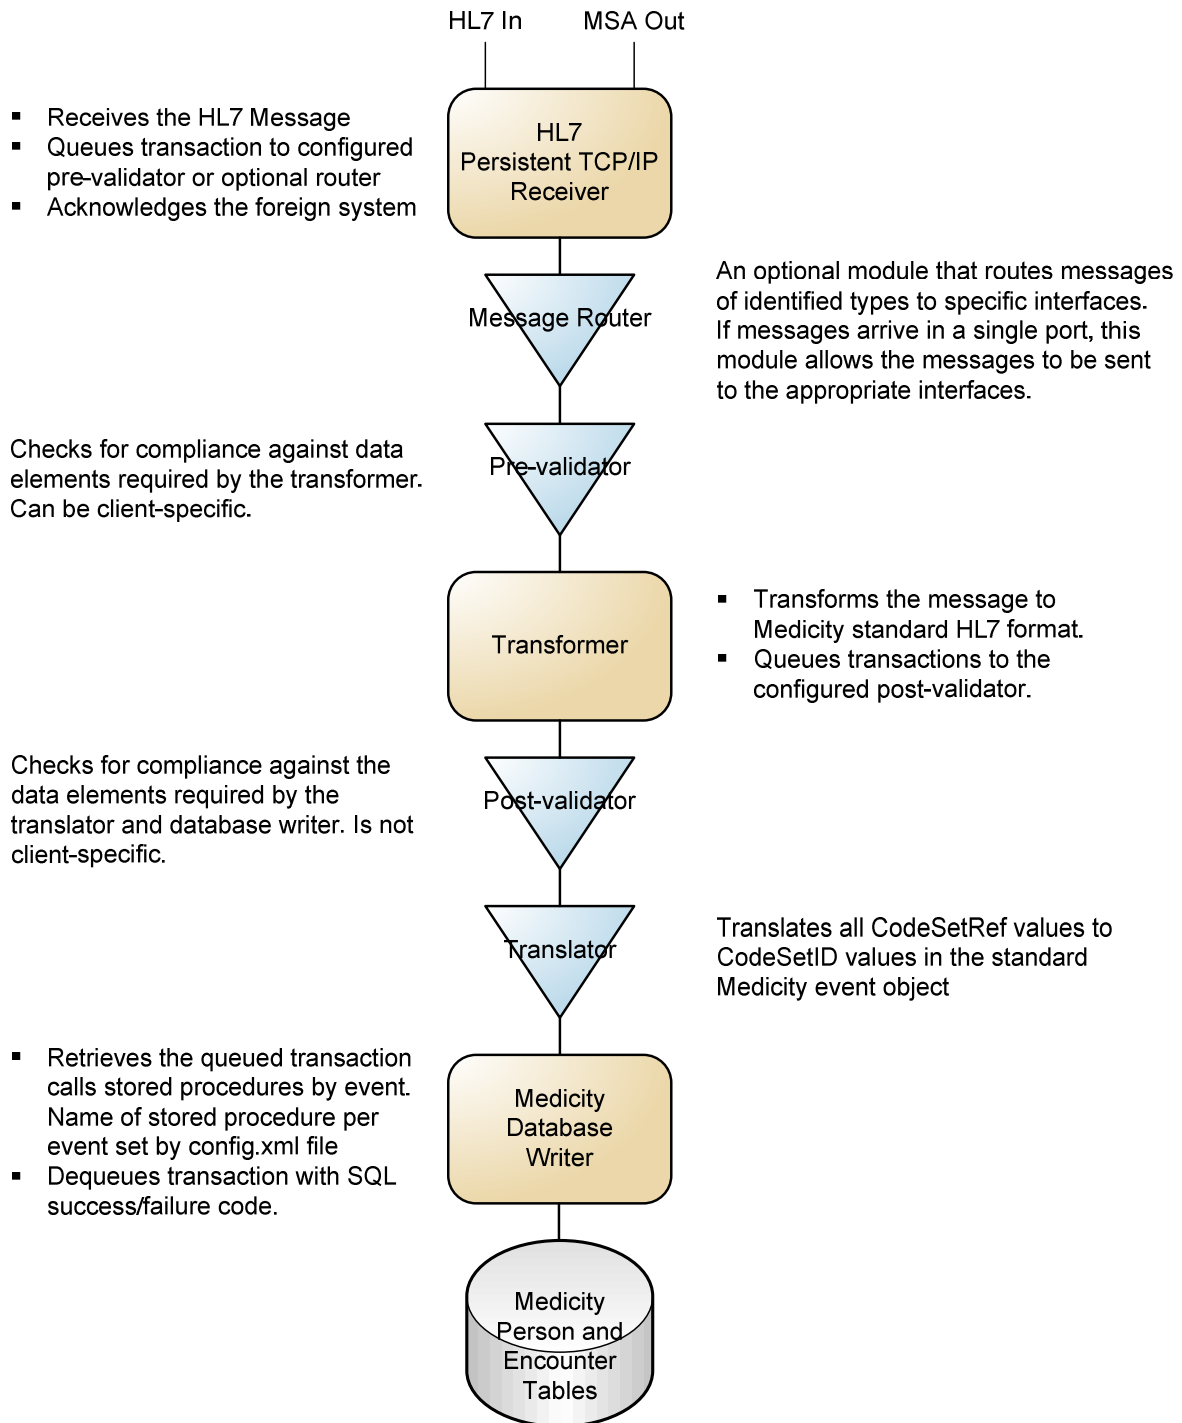 HL7 In
MSA Out
▪ Receives the HL7 Message
▪ Queues transaction to configured
pre-validator or optional router
▪ Acknowledges the foreign system
HL7
Persistent TCP/IP
Receiver
An optional module that routes messages
of identified types to specific interfaces.
If messages arrive in a single port, this
module allows the messages to be sent
to the appropriate interfaces.
Message Router
Checks for compliance against data
elements required by the transformer.
Can be client-specific.
Pre-validator
Transformer
▪ Transforms the message to
Medicity standard HL7 format.
▪ Queues transactions to the
configured post-validator.
Checks for compliance against the
data elements required by the
translator and database writer. Is not
client-specific.
Post-validator
Translator
Translates all CodeSetRef values to
CodeSetID values in the standard
Medicity event object
▪ Retrieves the queued transaction
calls stored procedures by event.
Name of stored procedure per
event set by config.xml file
▪ Dequeues transaction with SQL
success/failure code.
Medicity
Database
Writer
Medicity
Person and
Encounter
Tables